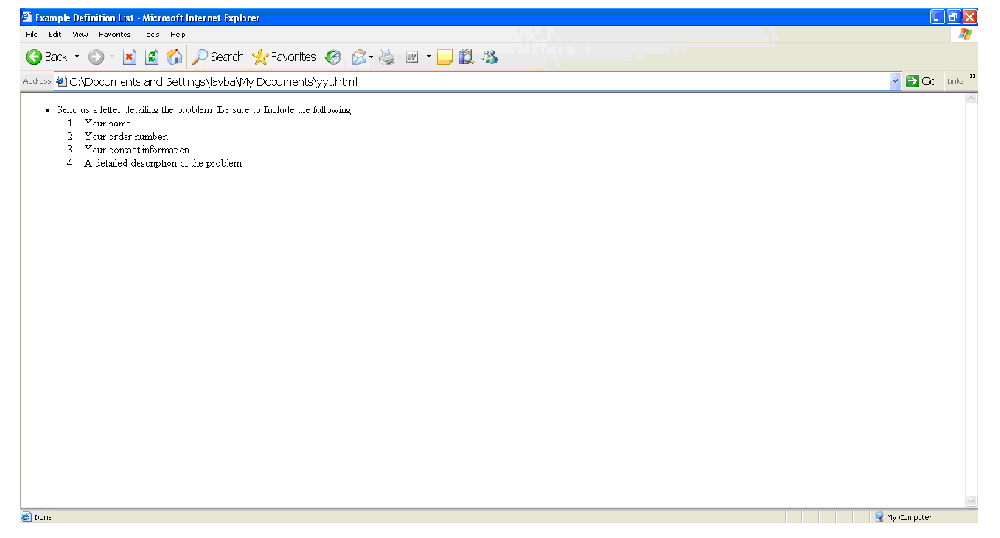 Example Definition List - Microsoft Internet Explorer
File Edit View Favorites Tools Help
Back Search Favorites
Address C:\Documents and Settings\lavba\My Documents\yyt.html Go Links
Send us a letter detailing the problem. Be sure to Include the following
1 Your name
2 Your order number.
3 Your contact information.
4 A detailed description of the problem
Done My Computer